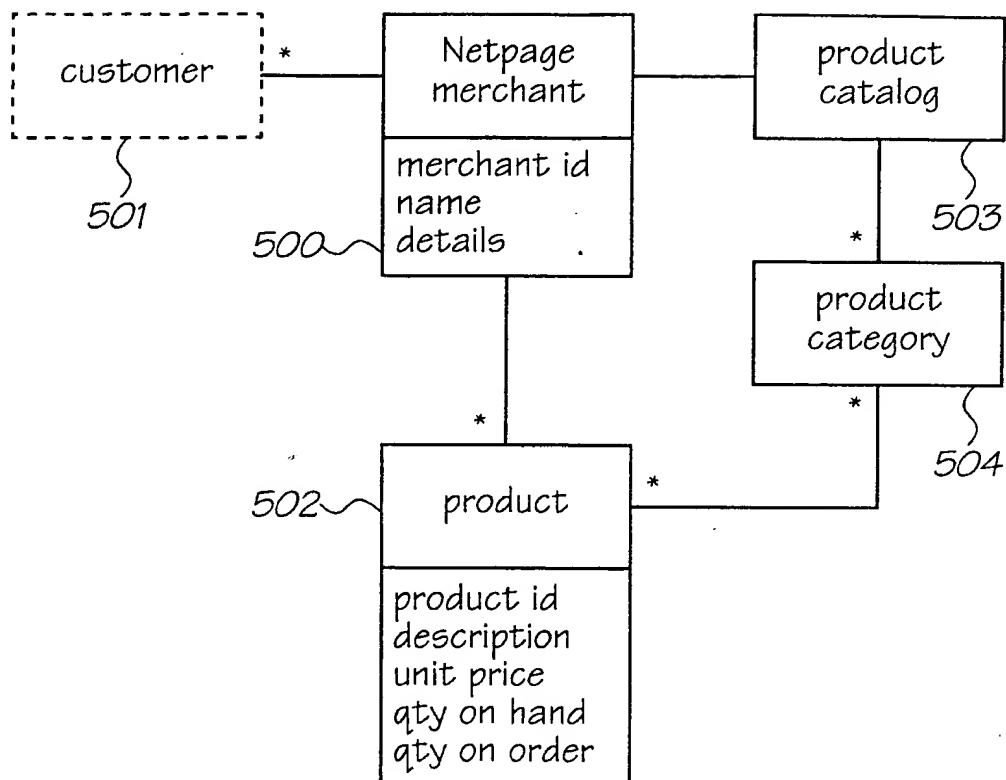 customer
*
Netpage
merchant
product
catalog
501
merchant id
name
details
500
503
*
product
category
*
504
*
502
product
*
product id
description
unit price
qty on hand
qty on order